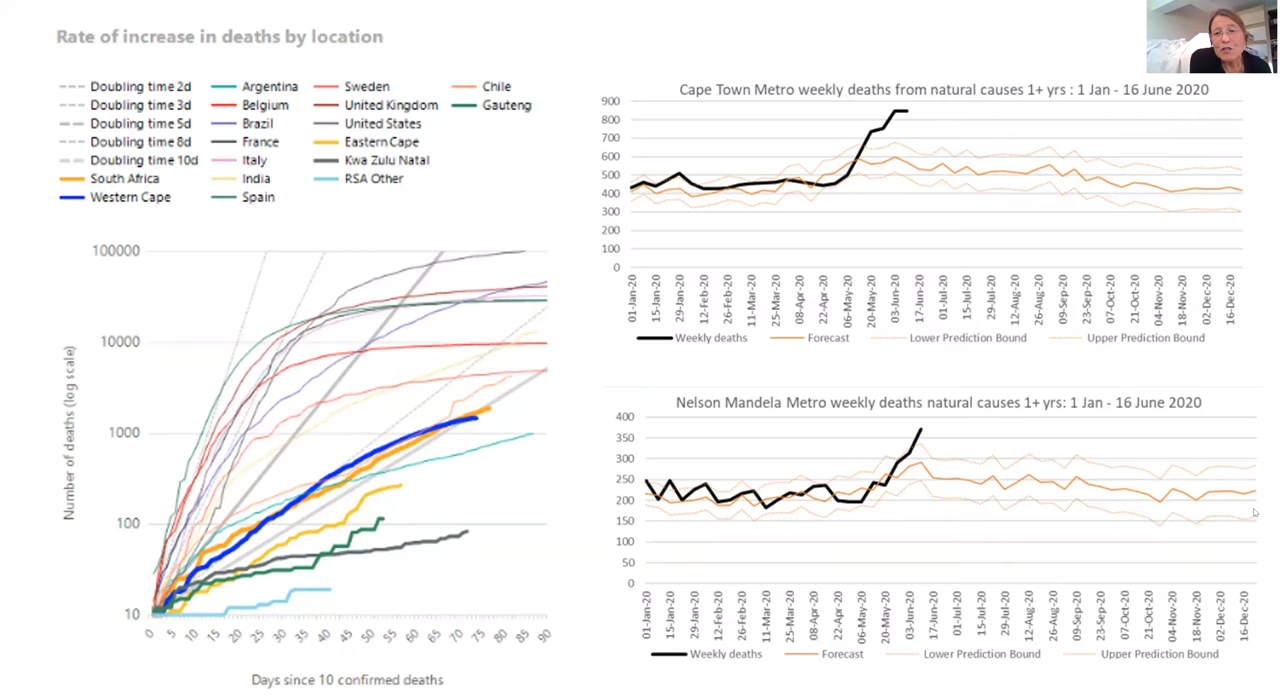 Rate of increase in deaths by location
Doubling time 2d Argentina Sweden Chile
Doubling time 3d Belgium United Kingdom Gauteng
Doubling time 5d Brazil United States
Doubling time 8d France Eastern Cape
Doubling time 10d Italy Kwa Zulu Natal
South Africa India RSA Other
Western Cape Spain
100000
10000
1000
100
10
Number of deaths (log scale)
0 5 10 15 20 25 30 35 40 45 50 55 60 65 70 75 80 85 90
Days since 10 confirmed deaths
Cape Town Metro weekly deaths from natural causes 1+ yrs : 1 Jan - 16 June 2020
900
800
700
600
500
400
300
200
100
0
01-Jan-20 15-Jan-20 29-Jan-20 12-Feb-20 26-Feb-20 11-Mar-20 25-Mar-20 08-Apr-20 22-Apr-20 06-May-20 20-May-20 03-Jun-20 17-Jun-20 01-Jul-20 15-Jul-20 29-Jul-20 12-Aug-20 26-Aug-20 09-Sep-20 23-Sep-20 07-Oct-20 21-Oct-20 04-Nov-20 18-Nov-20 02-Dec-20 16-Dec-20
Weekly deaths Forecast Lower Prediction Bound Upper Prediction Bound
Nelson Mandela Metro weekly deaths natural causes 1+ yrs: 1 Jan - 16 June 2020
400
350
300
250
200
150
100
50
0
01-Jan-20 15-Jan-20 29-Jan-20 12-Feb-20 26-Feb-20 11-Mar-20 25-Mar-20 08-Apr-20 22-Apr-20 06-May-20 20-May-20 03-Jun-20 17-Jun-20 01-Jul-20 15-Jul-20 29-Jul-20 12-Aug-20 26-Aug-20 09-Sep-20 23-Sep-20 07-Oct-20 21-Oct-20 04-Nov-20 18-Nov-20 02-Dec-20 16-Dec-20
Weekly deaths Forecast Lower Prediction Bound Upper Prediction Bound